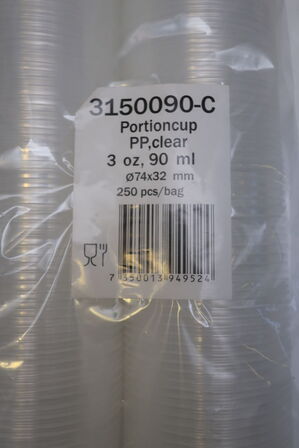 3150090-C
Portioncup
PP,clear
3 oz, 90 ml
Ø74x32 mm
250 pcs/bag
7 350013 949524